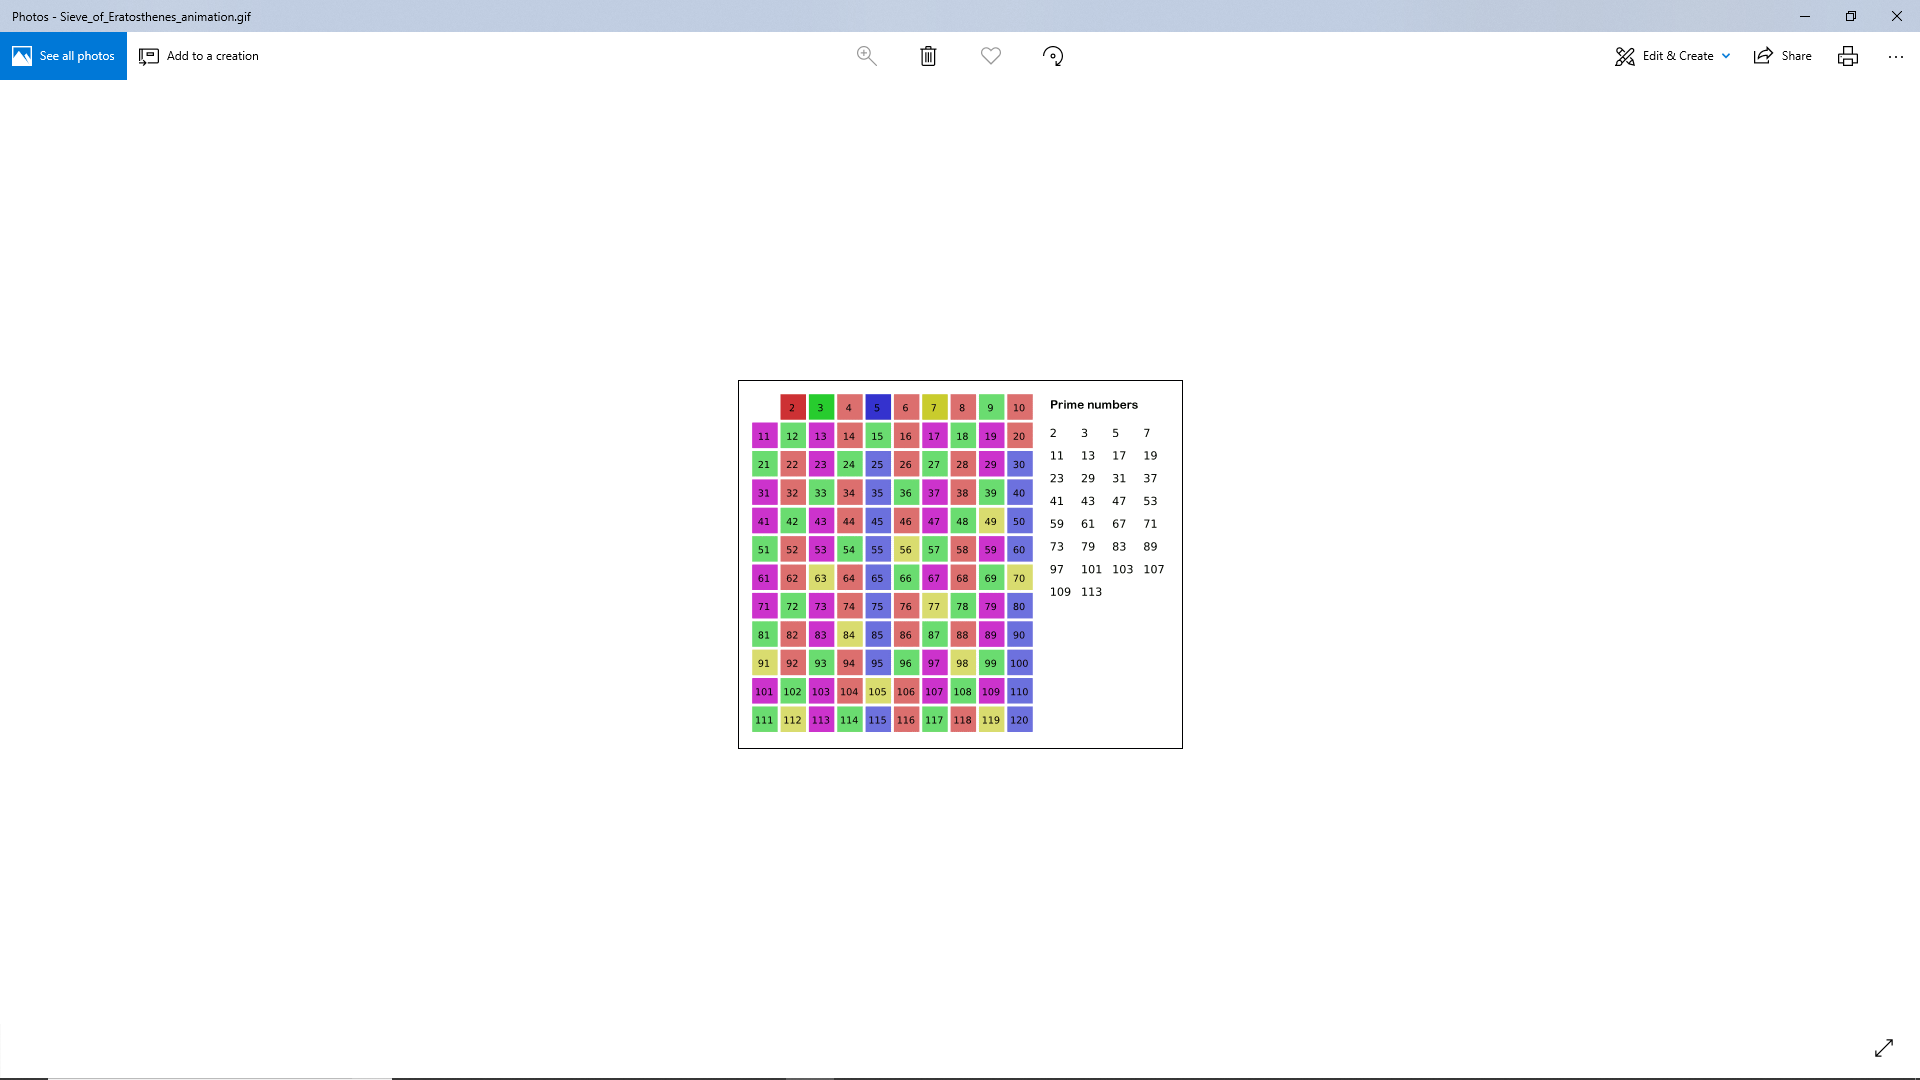 Photos - Sieve_of_Eratosthenes_animation.gif
See all photos
Add to a creation
Edit & Create
Share
2 3 4 5 6 7 8 9 10
11 12 13 14 15 16 17 18 19 20
21 22 23 24 25 26 27 28 29 30
31 32 33 34 35 36 37 38 39 40
41 42 43 44 45 46 47 48 49 50
51 52 53 54 55 56 57 58 59 60
61 62 63 64 65 66 67 68 69 70
71 72 73 74 75 76 77 78 79 80
81 82 83 84 85 86 87 88 89 90
91 92 93 94 95 96 97 98 99 100
101 102 103 104 105 106 107 108 109 110
111 112 113 114 115 116 117 118 119 120
Prime numbers
2 3 5 7
11 13 17 19
23 29 31 37
41 43 47 53
59 61 67 71
73 79 83 89
97 101 103 107
109 113